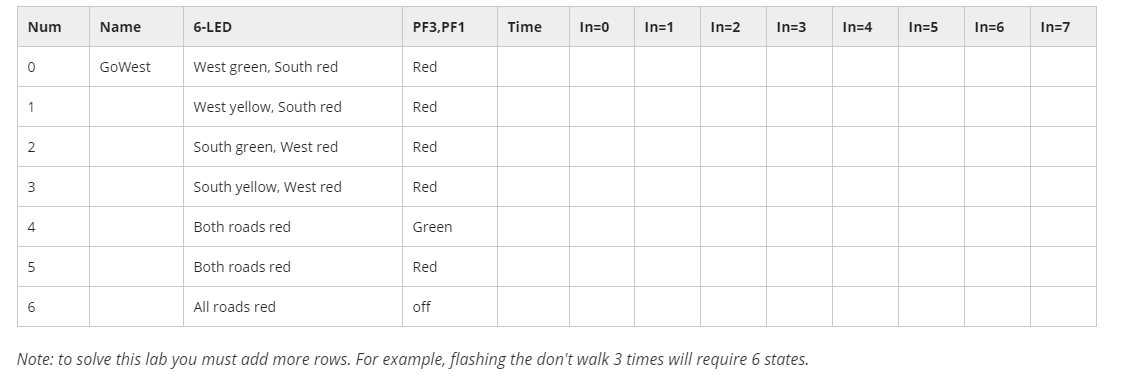 Num Name 6-LED PF3,PF1 Time In=0 In=1 In=2 In=3 In=4 In=5 In=6 In=7
0 GoWest West green, South red Red
1 West yellow, South red Red
2 South green, West red Red
3 South yellow, West red Red
4 Both roads red Green
5 Both roads red Red
6 All roads red off
Note: to solve this lab you must add more rows. For example, flashing the don't walk 3 times will require 6 states.